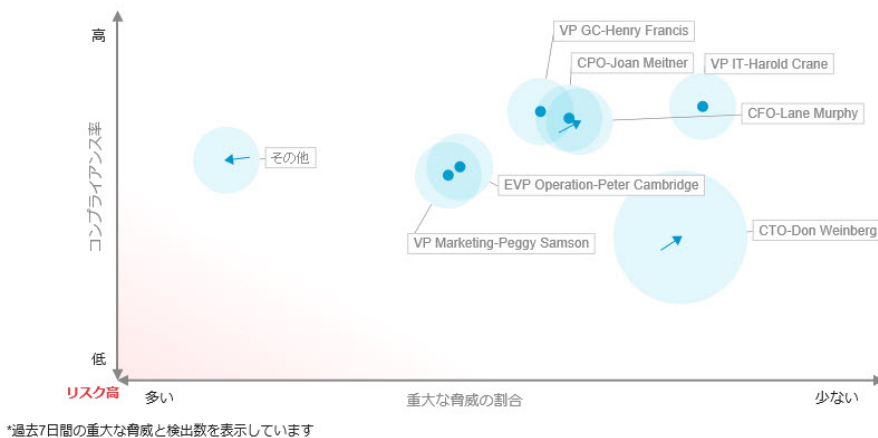 高
VP GC-Henry Francis
CPO-Joan Meitner
VP IT-Harold Crane
CFO-Lane Murphy
コンプライアンス率
その他
EVP Operation-Peter Cambridge
VP Marketing-Peggy Samson
CTO-Don Weinberg
低
リスク高
多い
重大な脅威の割合
少ない
*過去7日間の重大な脅威と検出数を表示しています